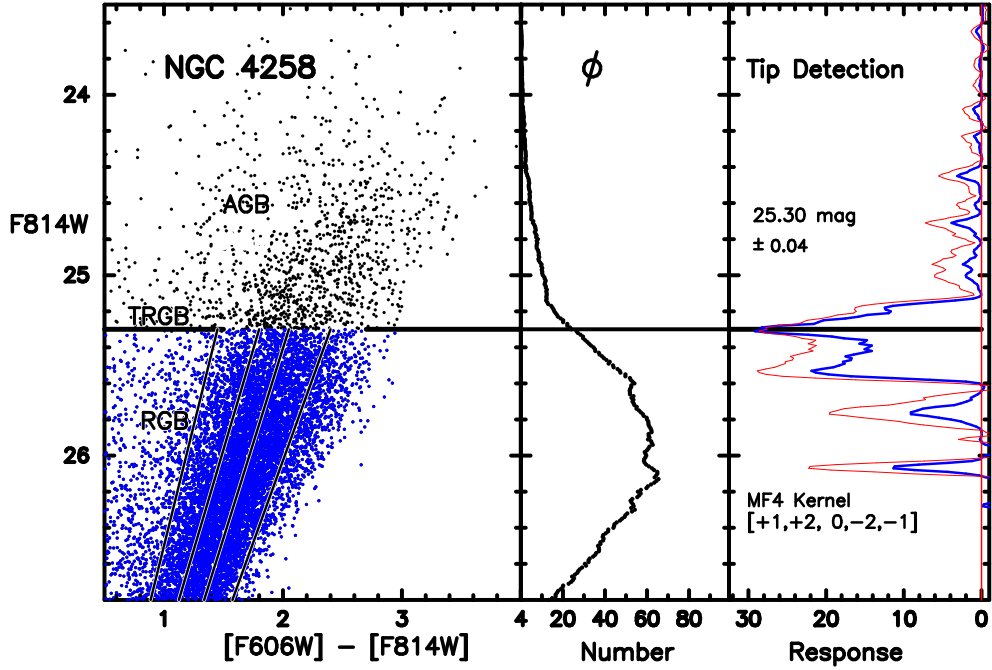 NGC 4258
ϕ
Tip Detection
24
AGB
F814W
25.30 mag
± 0.04
25
TRGB
RGB
26
MF4 Kernel
[+1,+2, 0,-2,-1]
1 2 3
4 20 40 60 80
30 20 10 0
[F606W] – [F814W]
Number
Response